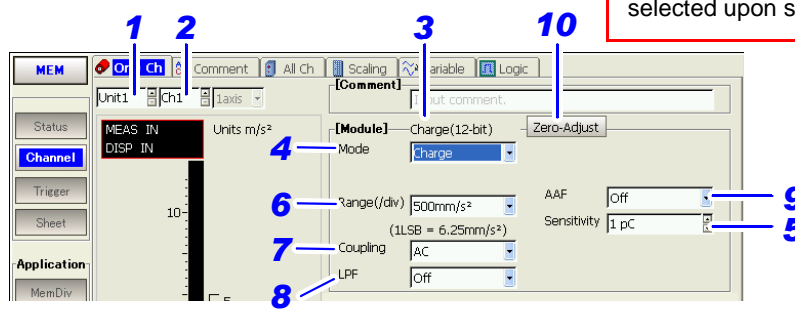 selected upon s
1 2 3 10
MEM One Ch Comment All Ch Scaling Variable Logic
Unit1 Ch1 1axis
[Comment]
Input comment.
Status
MEAS IN
DISP IN
Units m/s²
[Module] Charge(12-bit) Zero-Adjust
4 Mode Charge
Channel
Trigger
6 Range(/div) 500mm/s² AAF Off 9
10
Sheet
(1LSB = 6.25mm/s²) Sensitivity 1 pC 5
7 Coupling AC
Application
8 LPF Off
MemDiv
5